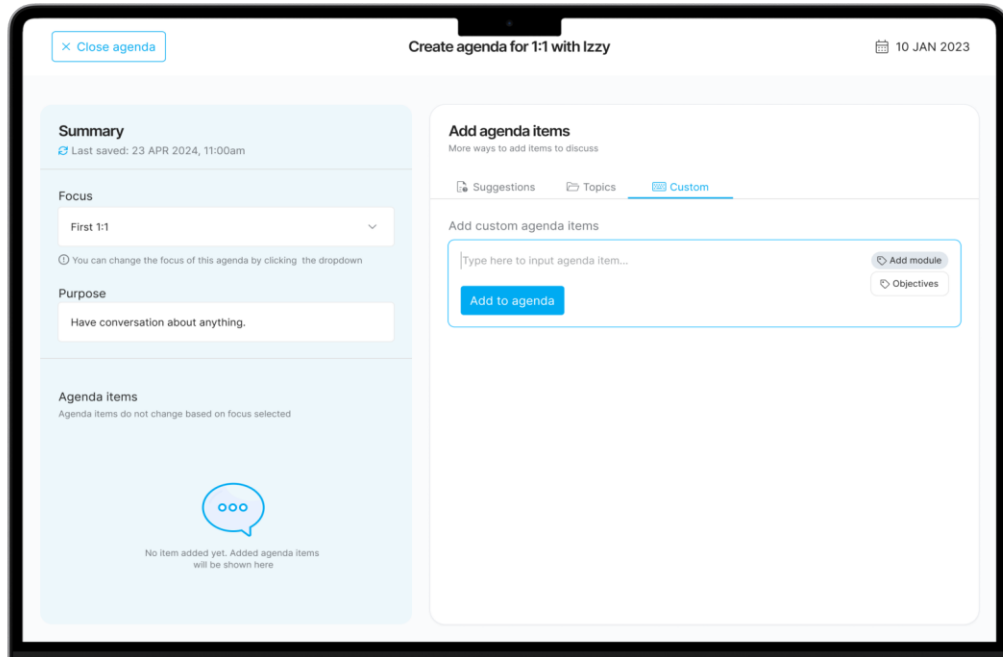 Close agenda
Create agenda for 1:1 with Izzy
10 JAN 2023
Summary
Last saved: 23 APR 2024, 11:00am
Focus
First 1:1
You can change the focus of this agenda by clicking the dropdown
Purpose
Have conversation about anything.
Agenda items
Agenda items do not change based on focus selected
No item added yet. Added agenda items
will be shown here
Add agenda items
More ways to add items to discuss
Suggestions
Topics
Custom
Add custom agenda items
Type here to input agenda item...
Add module
Objectives
Add to agenda